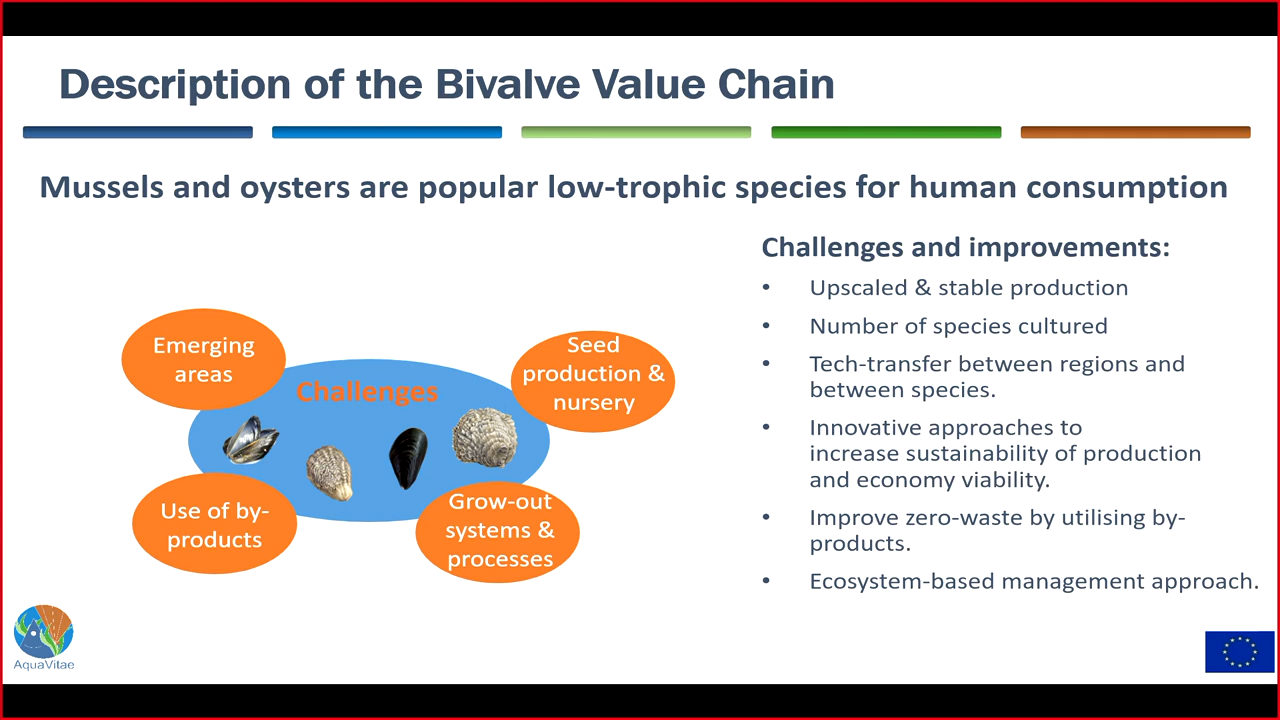 Description of the Bivalve Value Chain
Mussels and oysters are popular low-trophic species for human consumption
Emerging
areas
Challenges
Seed
production &
nursery
Use of by-
products
Grow-out
systems &
processes
Challenges and improvements:
• Upscaled & stable production
• Number of species cultured
• Tech-transfer between regions and
between species.
• Innovative approaches to
increase sustainability of production
and economy viability.
• Improve zero-waste by utilising by-
products.
• Ecosystem-based management approach.
AquaVitae